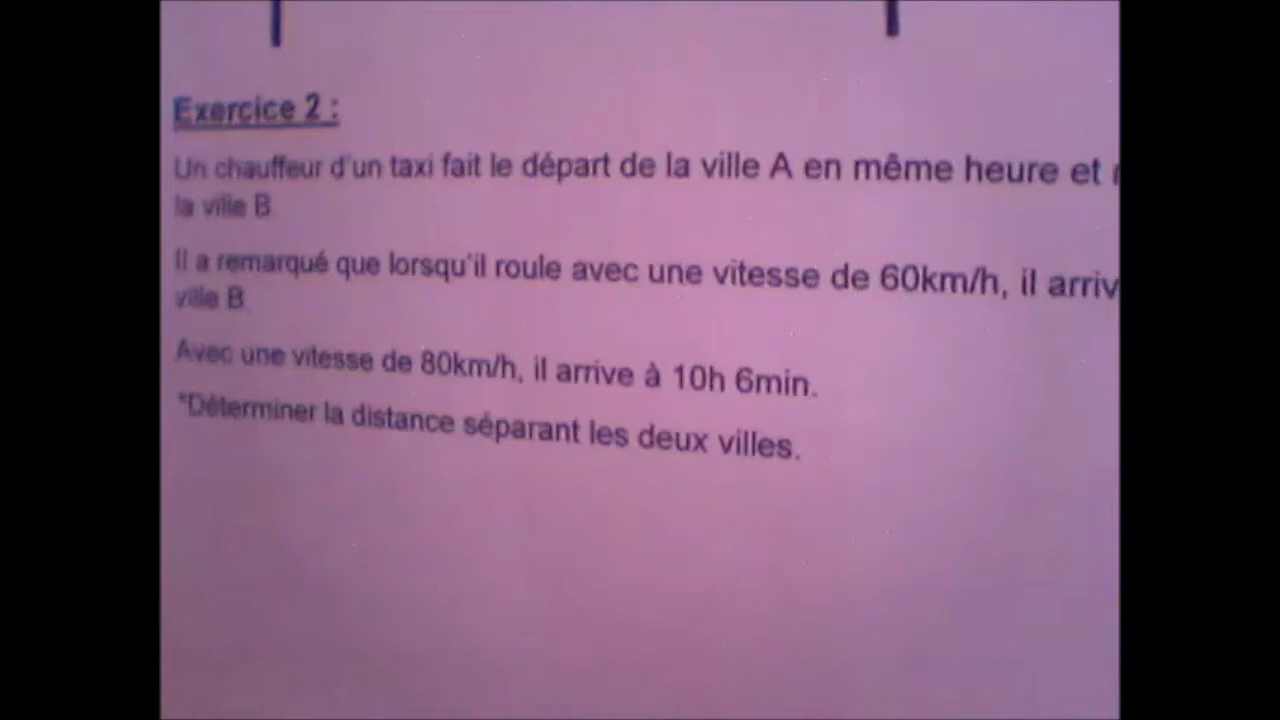 Exercice 2 :
Un chauffeur d'un taxi fait le départ de la ville A en même heure et
la ville B
Il a remarqué que lorsqu'il roule avec une vitesse de 60km/h, il arriv
ville B
Avec une vitesse de 80km/h, il arrive à 10h 6min.
*Déterminer la distance séparant les deux villes.